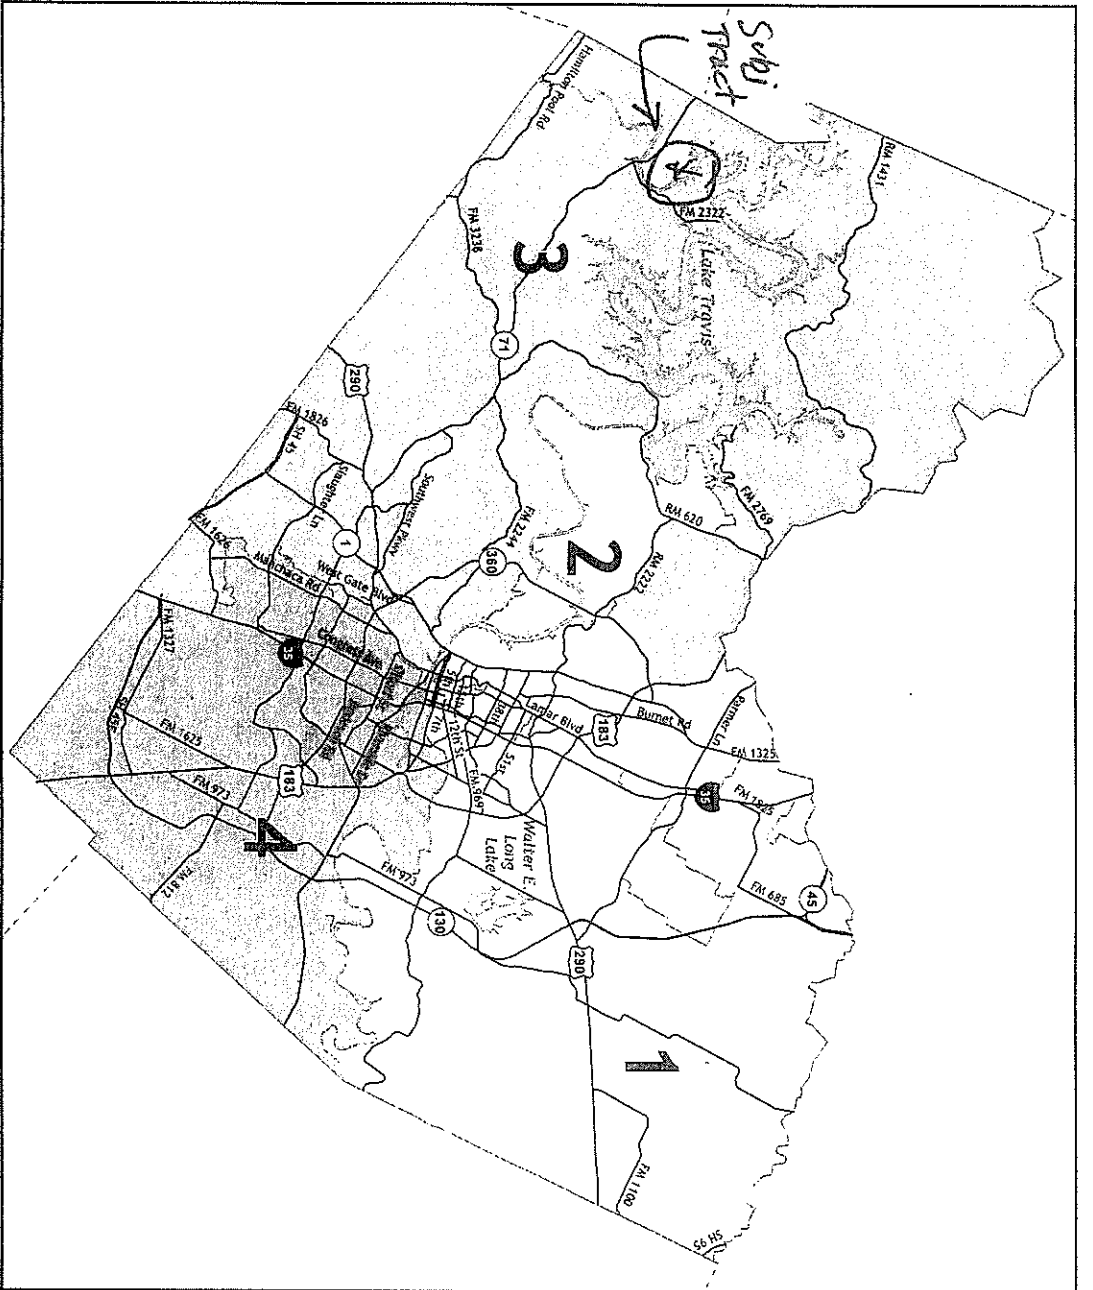 Subj
Tract
Hamilton Pool Rd
RM 1431
FM 2322
Lake Travis
FM 3238
3
71
290
FM 1826
SH 45
Slaughter Ln
Southwest Pkwy
FM 2244
RM 620
FM 2769
2
RM 2222
360
1
FM 1626
West Gate Blvd
Manchaca Rd
FM 1327
35
Congress Ave
Lamar Blvd
183
Burnet Rd
Parmer Ln
FM 1325
35
FM 1825
7th
12th St
51st
FM 969
SH 45
FM 1625
183
FM 973
4
FM 812
FM 973
Walter E.
Long
Lake
130
FM 685
45
290
1
FM 1100
SH 95